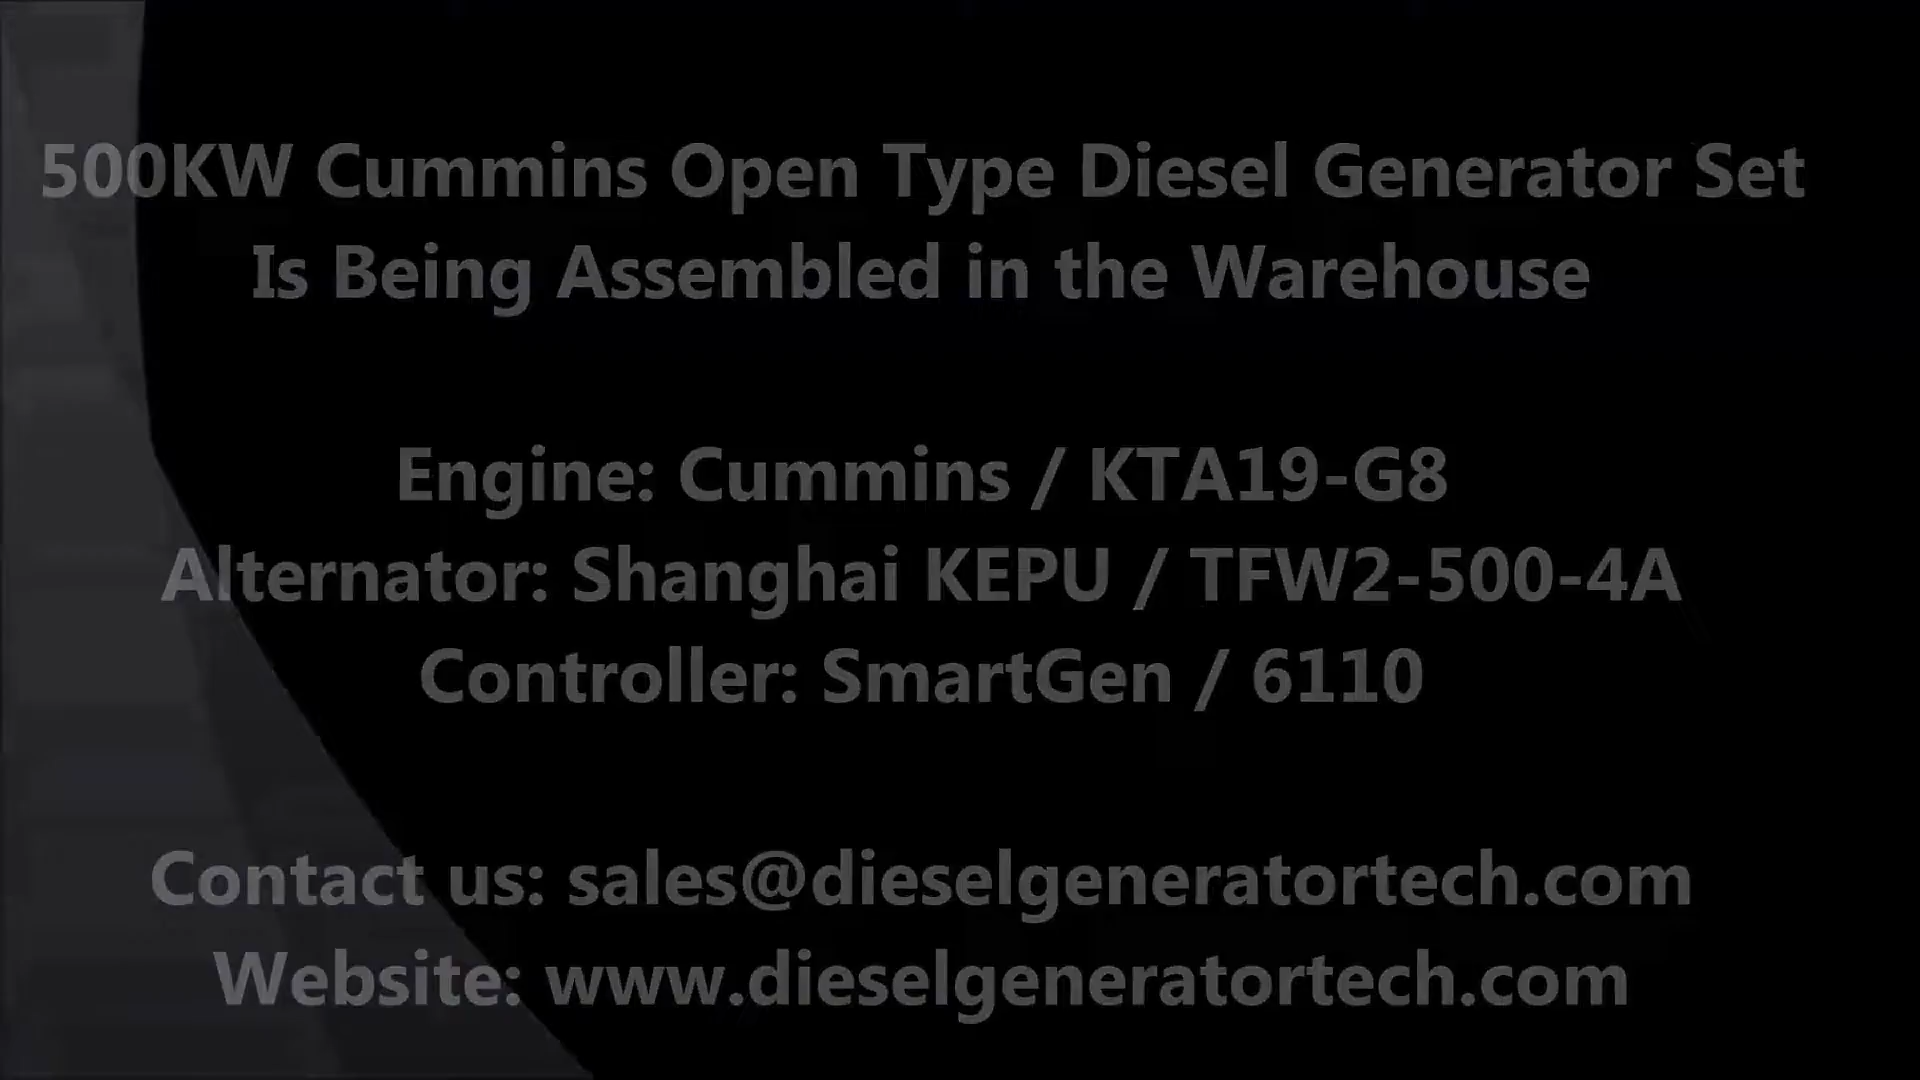 500KW Cummins Open Type Diesel Generator Set
Is Being Assembled in the Warehouse
Engine: Cummins / KTA19-G8
Alternator: Shanghai KEPU / TFW2-500-4A
Controller: SmartGen / 6110
Contact us: sales@dieselgeneratortech.com
Website: www.dieselgeneratortech.com